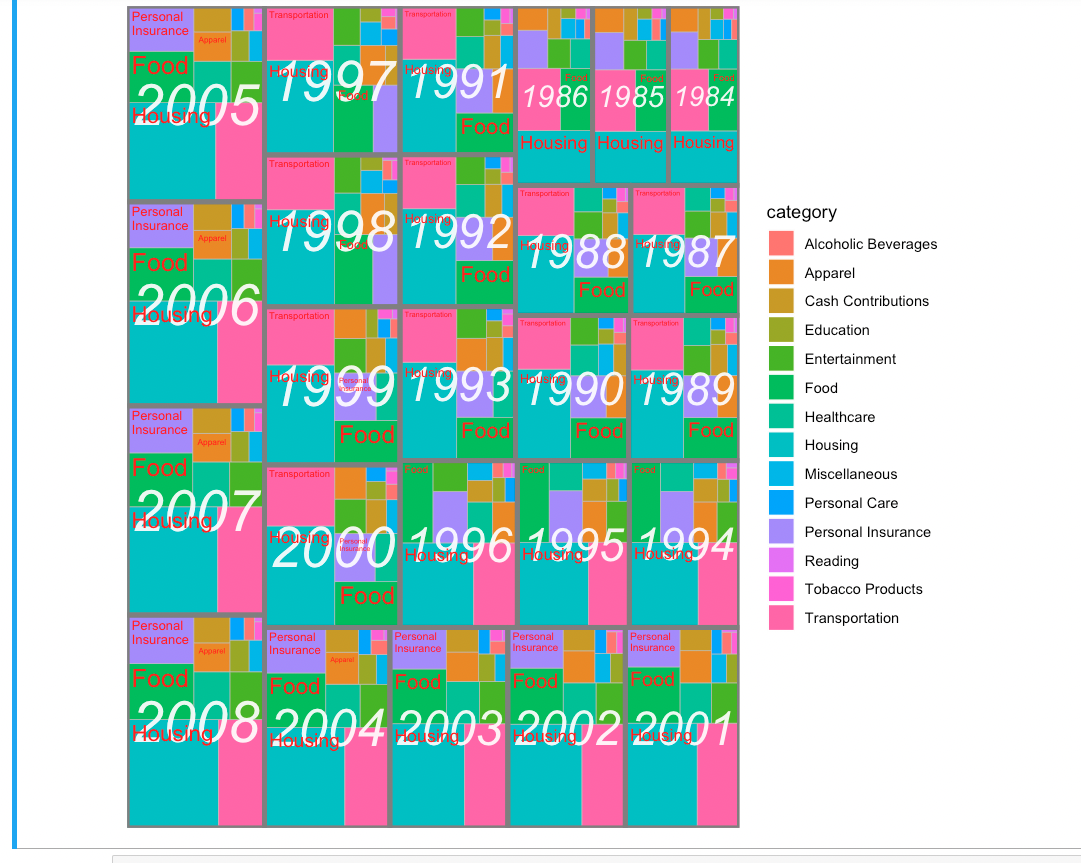 Personal
Insurance
Apparel
Food
2005
Housing
Transportation
Housing
1997
Food
Transportation
Housing
1991
Food
Food
1986
Housing
Food
1985
Housing
Food
1984
Housing
Personal
Insurance
Apparel
Food
2006
Housing
Transportation
Housing
1998
Food
Transportation
Housing
1992
Food
Transportation
Housing
1988
Food
Transportation
Housing
1987
Food
Transportation
Housing
1999
Personal
Insurance
Food
Transportation
Housing
1993
Food
Transportation
Housing
1990
Food
Transportation
Housing
1989
Food
Personal
Insurance
Apparel
Food
2007
Housing
Transportation
Housing
2000
Personal
Insurance
Food
Food
1996
Housing
Food
1995
Housing
Food
1994
Housing
Personal
Insurance
Apparel
Food
2008
Housing
Personal
Insurance
Apparel
Food
2004
Housing
Personal
Insurance
Food
2003
Housing
Personal
Insurance
Food
2002
Housing
Personal
Insurance
Food
2001
Housing
category
Alcoholic Beverages
Apparel
Cash Contributions
Education
Entertainment
Food
Healthcare
Housing
Miscellaneous
Personal Care
Personal Insurance
Reading
Tobacco Products
Transportation